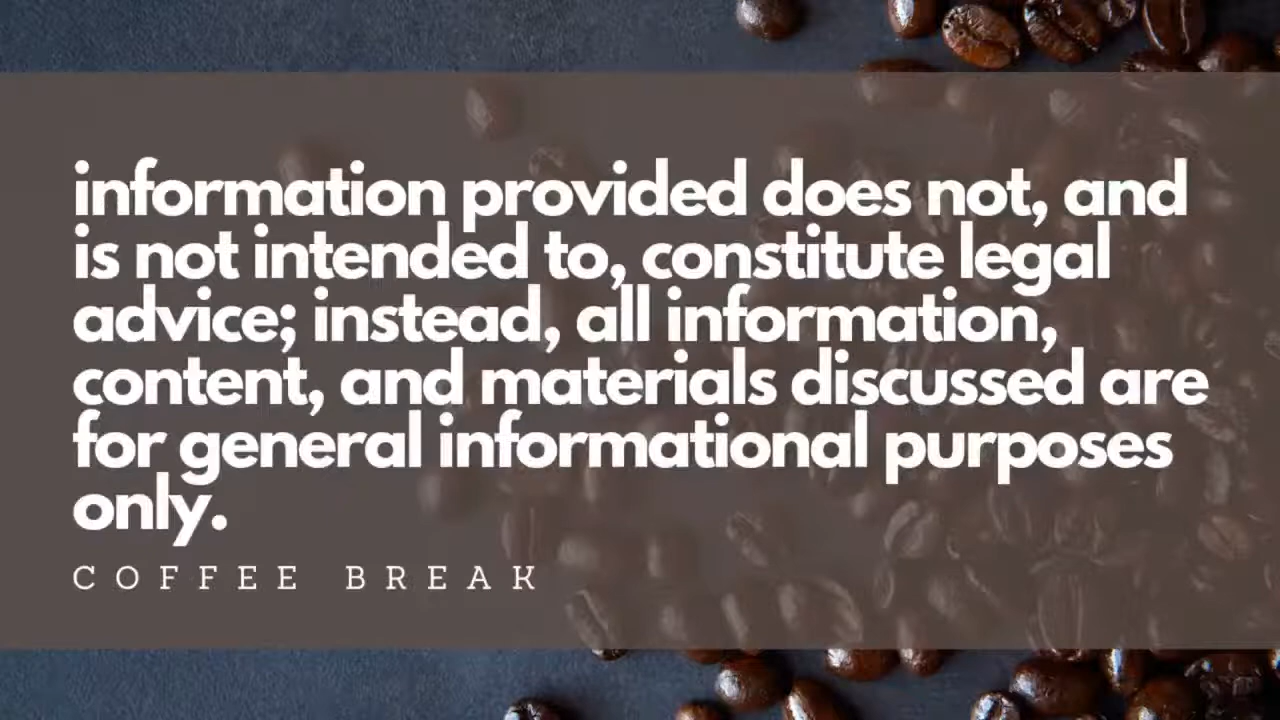 information provided does not, and
is not intended to, constitute legal
advice; instead, all information,
content, and materials discussed are
for general informational purposes
only.
COFFEE BREAK